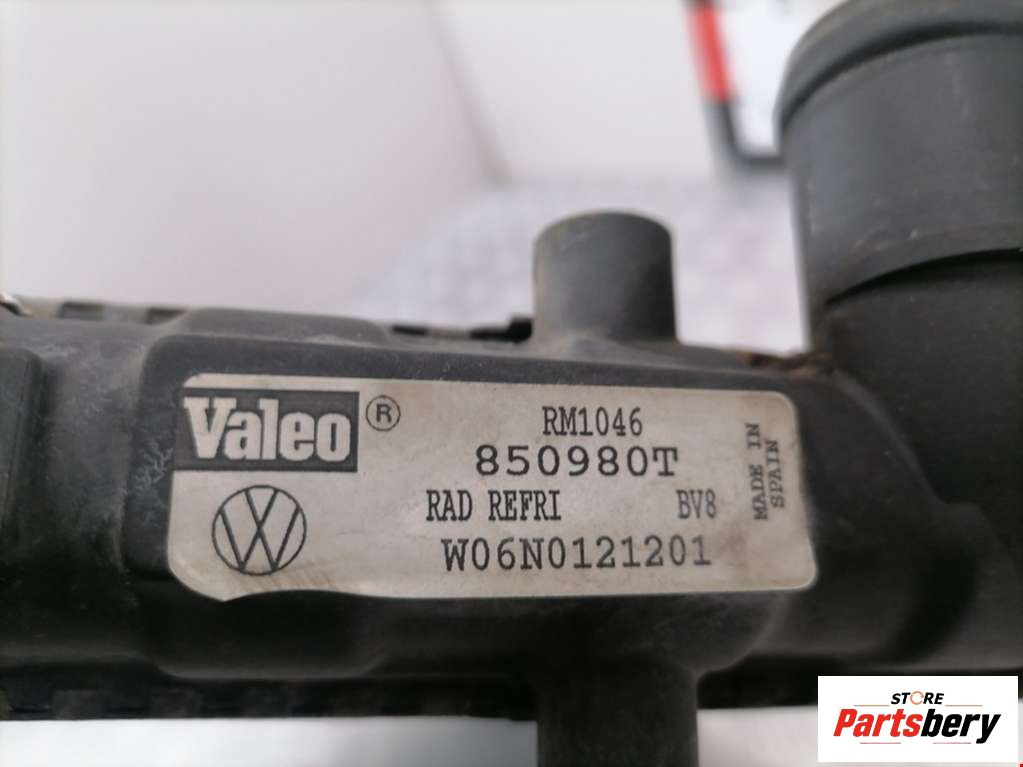 Valeo ®
RM1046
850980T
RAD REFRI BV8
W06N0121201
MADE IN
SPAIN
STORE
Partsbery